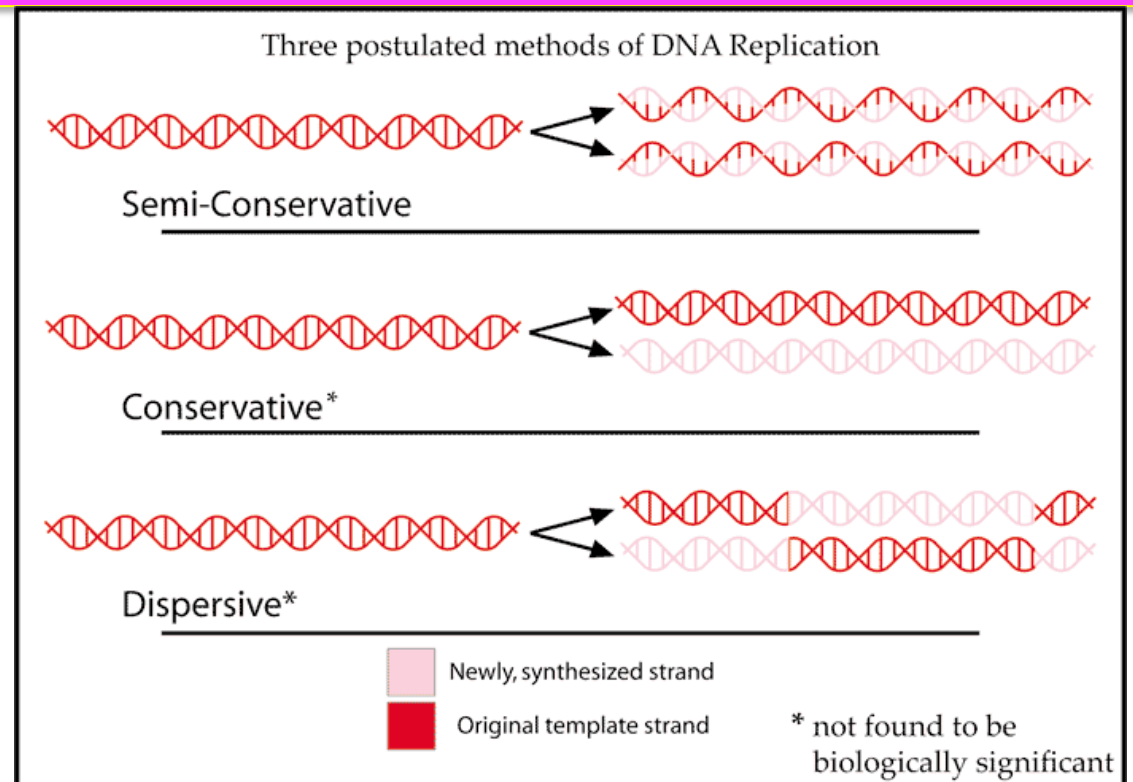 Three postulated methods of DNA Replication
Semi-Conservative
Conservative*
Dispersive*
Newly, synthesized strand
Original template strand
* not found to be
biologically significant